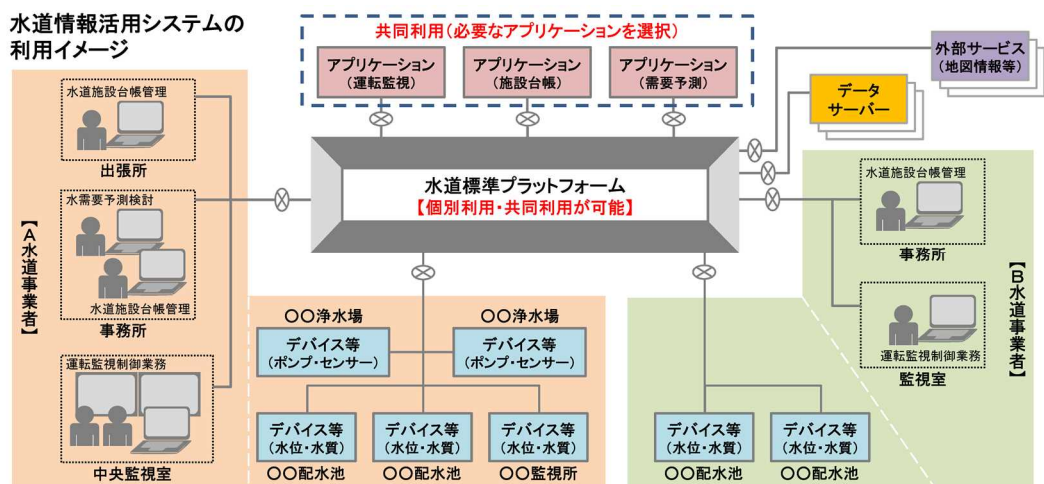 水道情報活用システムの
利用イメージ
共同利用(必要なアプリケーションを選択)
アプリケーション
(運転監視)
アプリケーション
(施設台帳)
アプリケーション
(需要予測)
外部サービス
(地図情報等)
データ
サーバー
水道標準プラットフォーム
【個別利用・共同利用が可能】
【A水道事業者】
水道施設台帳管理
出張所
水需要予測検討
水道施設台帳管理
事務所
運転監視制御業務
中央監視室
〇〇浄水場
デバイス等
(ポンプ・センサー)
〇〇浄水場
デバイス等
(ポンプ・センサー)
デバイス等
(水位・水質)
〇〇配水池
デバイス等
(水位・水質)
〇〇配水池
デバイス等
(水位・水質)
〇〇監視所
デバイス等
(水位・水質)
〇〇配水池
デバイス等
(水位・水質)
〇〇配水池
水道施設台帳管理
事務所
運転監視制御業務
監視室
【B水道事業者】